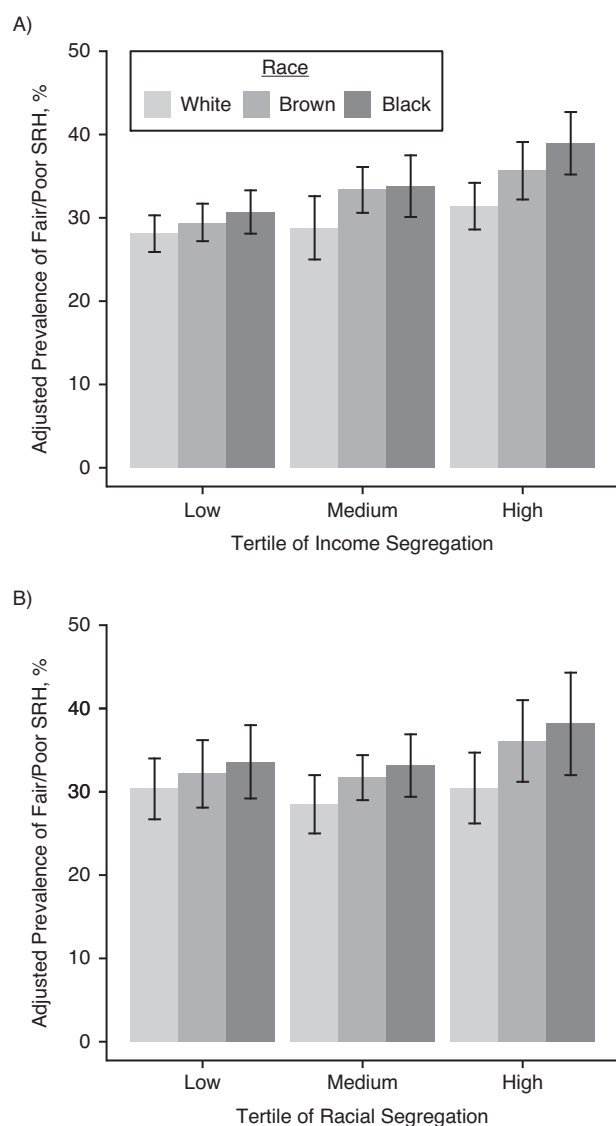 A)
50
40
30
20
10
0
Adjusted Prevalence of Fair/Poor SRH, %
Race
White Brown Black
Low Medium High
Tertile of Income Segregation
B)
50
40
30
20
10
0
Adjusted Prevalence of Fair/Poor SRH, %
Low Medium High
Tertile of Racial Segregation